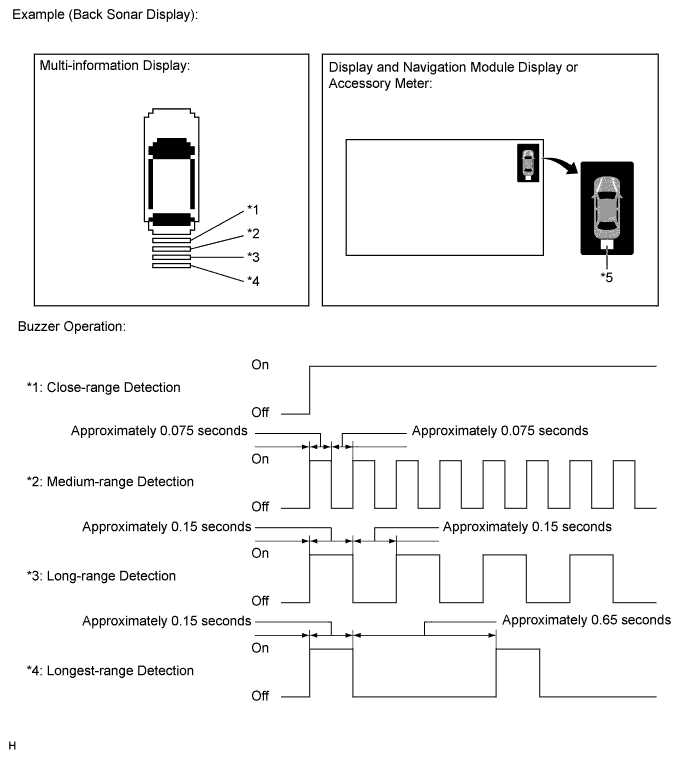 Example (Back Sonar Display):
Multi-information Display:
Display and Navigation Module Display or
Accessory Meter:
*1
*2
*3
*4
*5
Buzzer Operation:
On
*1: Close-range Detection
Off
Approximately 0.075 seconds
Approximately 0.075 seconds
On
*2: Medium-range Detection
Off
Approximately 0.15 seconds
Approximately 0.15 seconds
On
*3: Long-range Detection
Off
Approximately 0.15 seconds
Approximately 0.65 seconds
On
*4: Longest-range Detection
Off
H